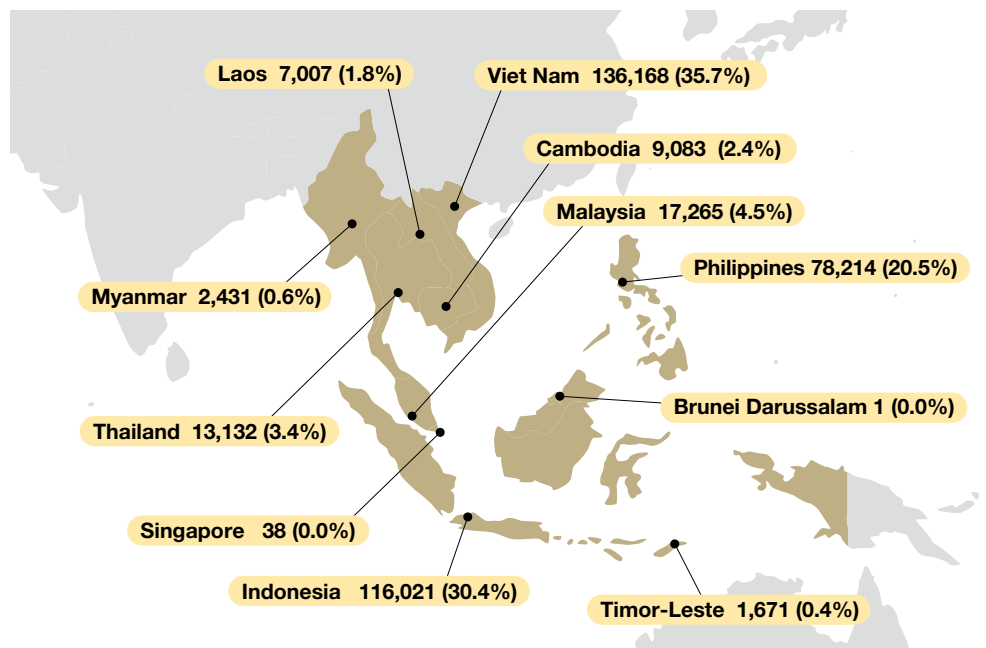 Laos 7,007 (1.8%)
Viet Nam 136,168 (35.7%)
Cambodia 9,083 (2.4%)
Malaysia 17,265 (4.5%)
Philippines 78,214 (20.5%)
Myanmar 2,431 (0.6%)
Brunei Darussalam 1 (0.0%)
Thailand 13,132 (3.4%)
Singapore 38 (0.0%)
Indonesia 116,021 (30.4%)
Timor-Leste 1,671 (0.4%)